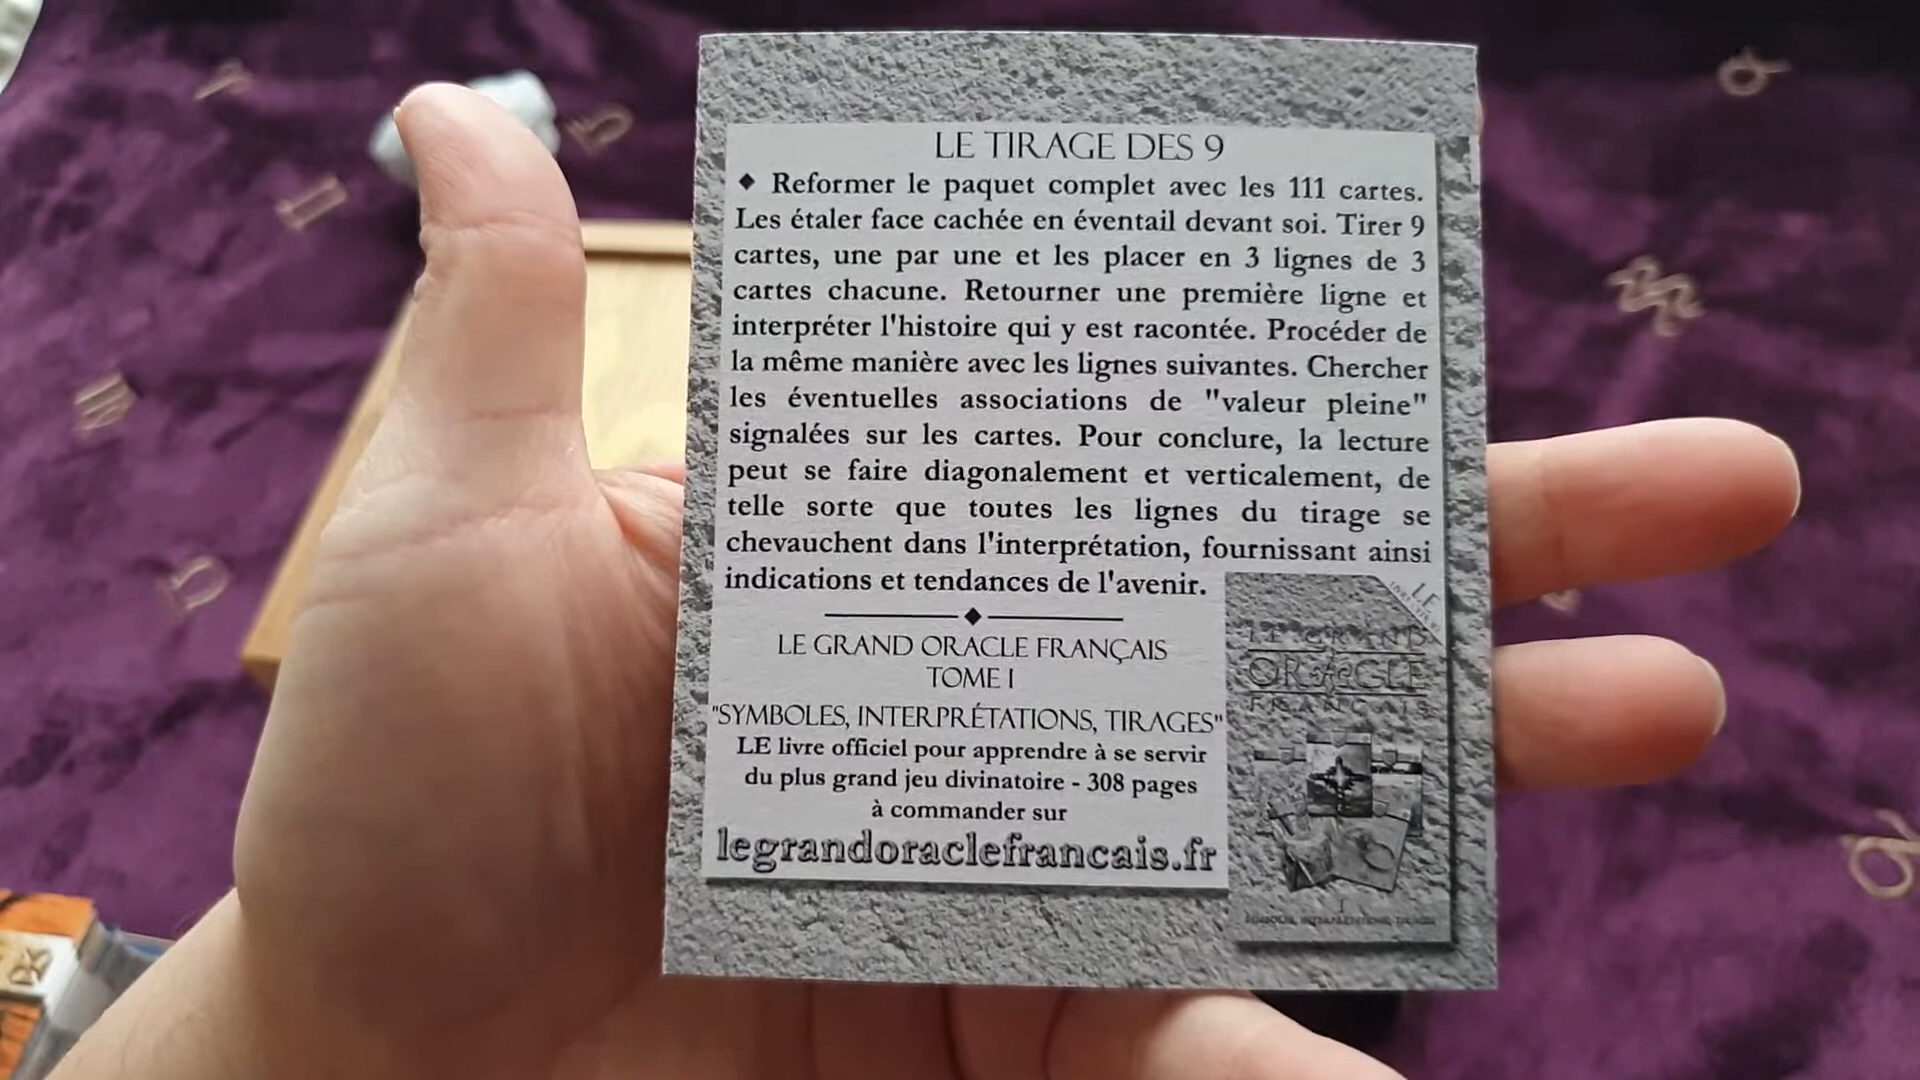 LE TIRAGE DES 9
◆ Reformer le paquet complet avec les 111 cartes.
Les étaler face cachée en éventail devant soi. Tirer 9
cartes, une par une et les placer en 3 lignes de 3
cartes chacune. Retourner une première ligne et
interpréter l'histoire qui y est racontée. Procéder de
la même manière avec les lignes suivantes. Chercher
les éventuelles associations de "valeur pleine"
signalées sur les cartes. Pour conclure, la lecture
peut se faire diagonalement et verticalement, de
telle sorte que toutes les lignes du tirage se
chevauchent dans l'interprétation, fournissant ainsi
indications et tendances de l'avenir.
LE GRAND ORACLE FRANÇAIS
TOME I
"SYMBOLES, INTERPRÉTATIONS, TIRAGES"
LE livre officiel pour apprendre à se servir
du plus grand jeu divinatoire - 308 pages
à commander sur
legrandoraclefrancais.fr
LE GRAND
ORACLE
FRANÇAIS
I